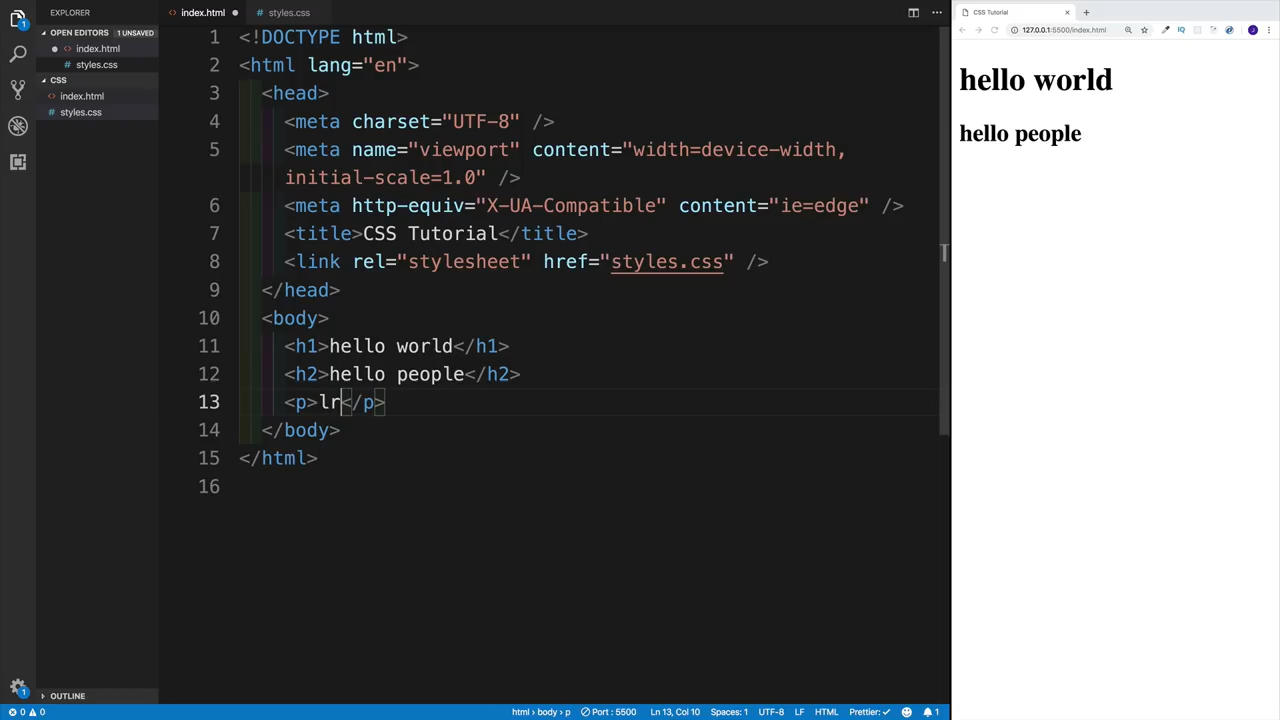 EXPLORER
OPEN EDITORS 1 UNSAVED
index.html
styles.css
CSS
index.html
styles.css
OUTLINE
index.html
styles.css
1 <!DOCTYPE html>
2 <html lang="en">
3 <head>
4 <meta charset="UTF-8" />
5 <meta name="viewport" content="width=device-width,
initial-scale=1.0" />
6 <meta http-equiv="X-UA-Compatible" content="ie=edge" />
7 <title>CSS Tutorial</title>
8 <link rel="stylesheet" href="styles.css" />
9 </head>
10 <body>
11 <h1>hello world</h1>
12 <h2>hello people</h2>
13 <p>lr</p>
14 </body>
15 </html>
16
CSS Tutorial
127.0.0.1:5500/index.html
IQ
J
hello world
hello people
1
1
0 0
html › body › p
Port : 5500
Ln 13, Col 10
Spaces: 1
UTF-8
LF
HTML
Prettier: ✓
1